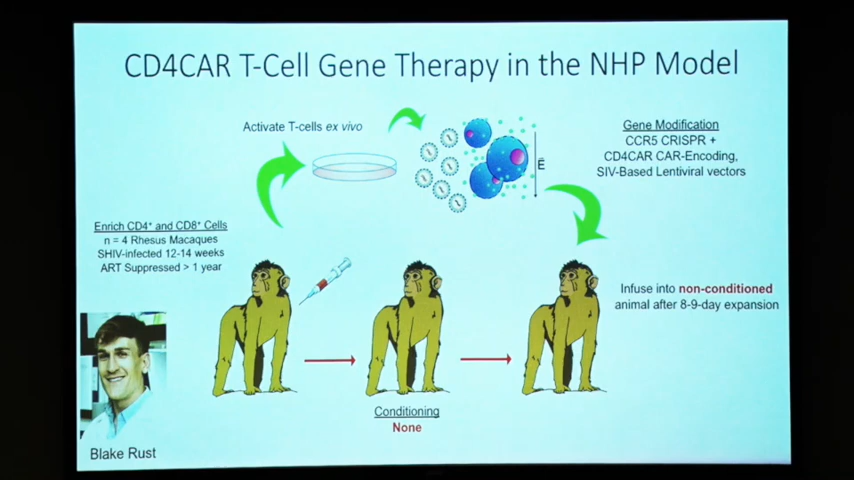 CD4CAR T-Cell Gene Therapy in the NHP Model
Activate T-cells ex vivo
Gene Modification
CCR5 CRISPR +
CD4CAR CAR-Encoding,
SIV-Based Lentiviral vectors
Ē
Enrich CD4⁺ and CD8⁺ Cells
n = 4 Rhesus Macaques
SHIV-infected 12-14 weeks
ART Suppressed > 1 year
Infuse into non-conditioned
animal after 8-9-day expansion
Conditioning
None
Blake Rust